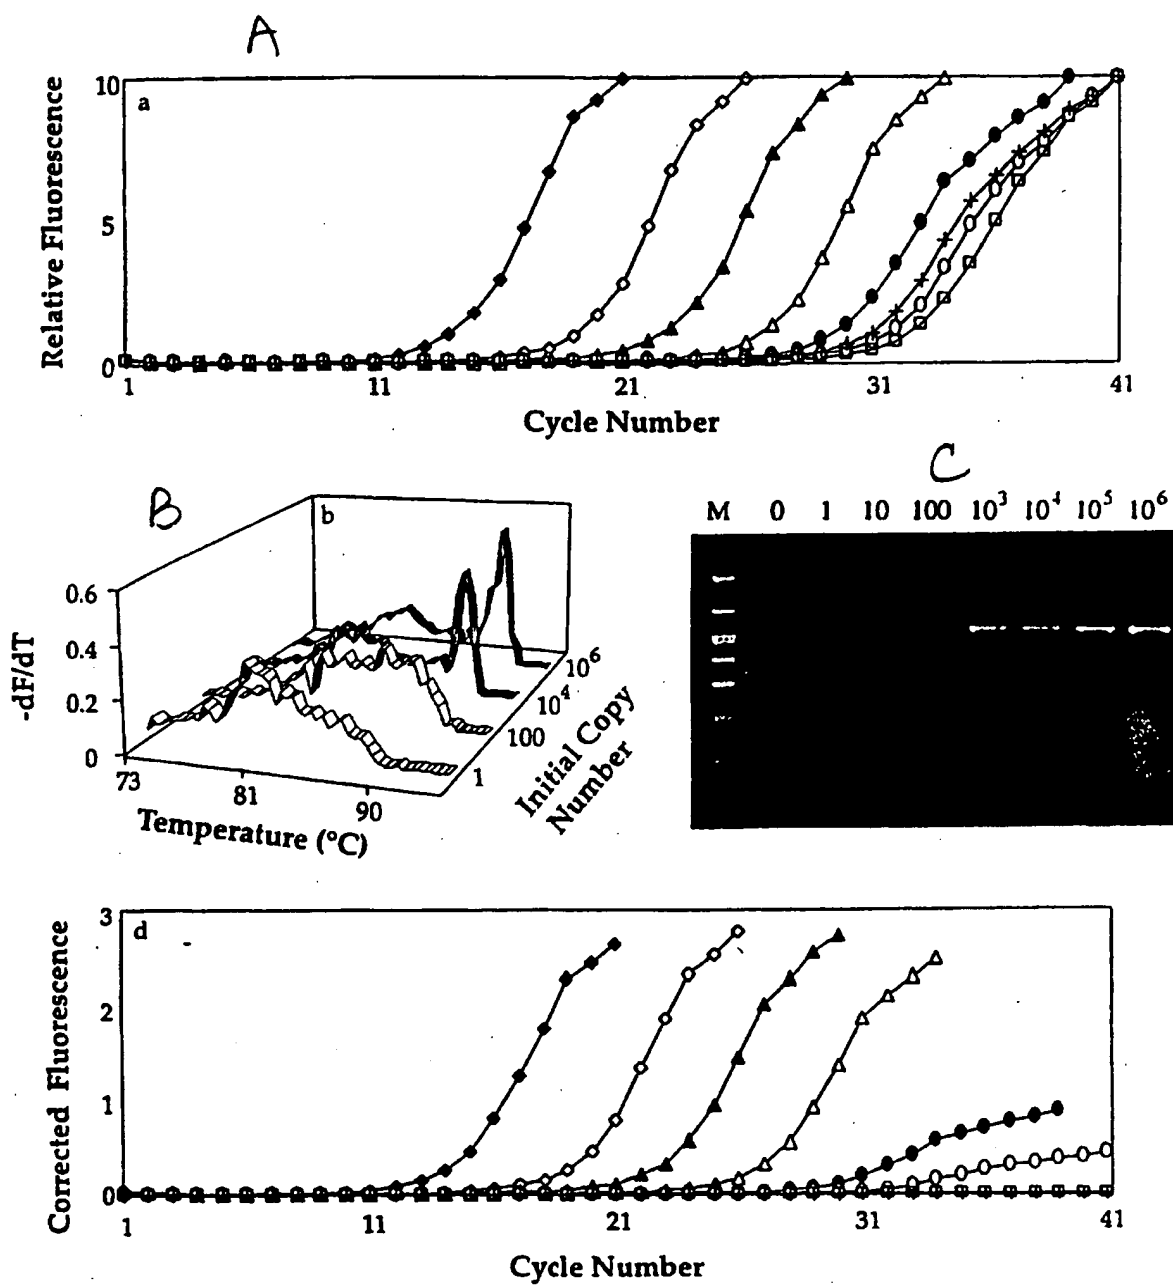 A
Relative Fluorescence
10
5
0
a
1 11 21 31 41
Cycle Number
B
b
-dF/dT
0.6
0.4
0.2
0
73 81 90
Temperature (°C)
10⁶
10⁴
100
1
Initial Copy
Number
C
M 0 1 10 100 10³ 10⁴ 10⁵ 10⁶
Corrected Fluorescence
3
2
1
0
d
1 11 21 31 41
Cycle Number